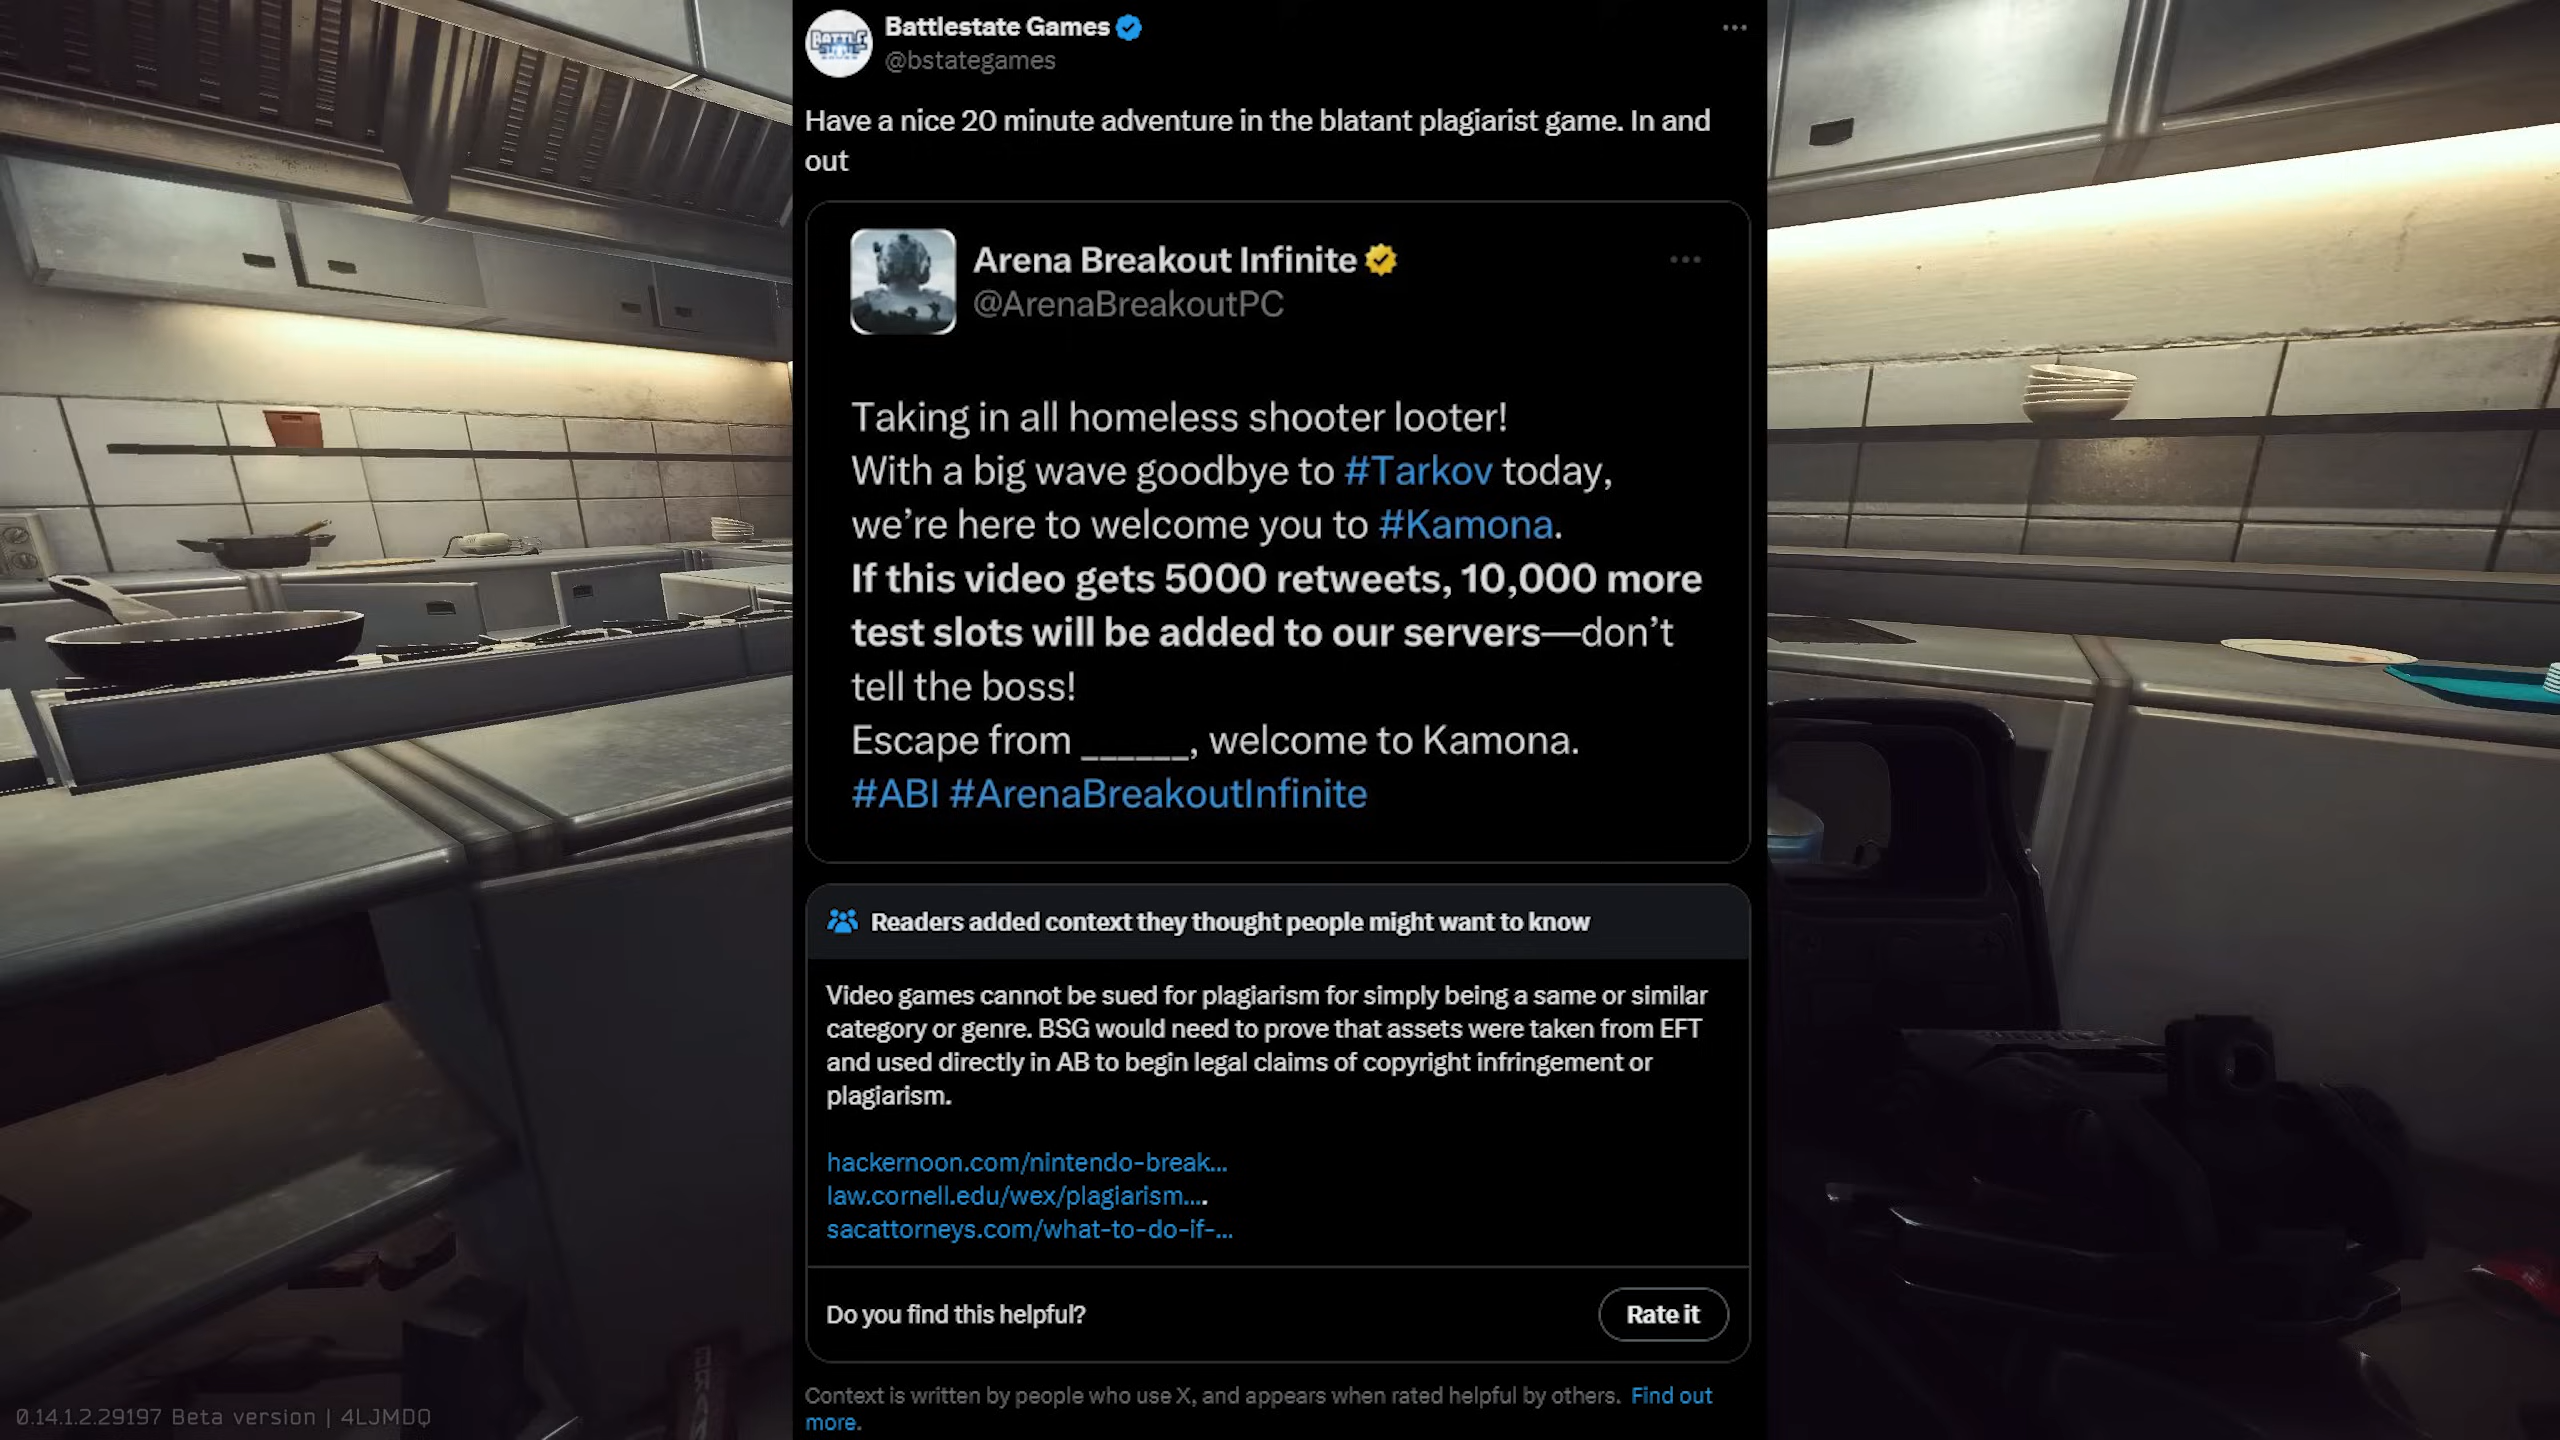 Battlestate Games
@bstategames
Have a nice 20 minute adventure in the blatant plagiarist game. In and
out
Arena Breakout Infinite
@ArenaBreakoutPC
Taking in all homeless shooter looter!
With a big wave goodbye to #Tarkov today,
we're here to welcome you to #Kamona.
If this video gets 5000 retweets, 10,000 more
test slots will be added to our servers—don't
tell the boss!
Escape from ______, welcome to Kamona.
#ABI #ArenaBreakoutInfinite
Readers added context they thought people might want to know
Video games cannot be sued for plagiarism for simply being a same or similar
category or genre. BSG would need to prove that assets were taken from EFT
and used directly in AB to begin legal claims of copyright infringement or
plagiarism.
hackernoon.com/nintendo-break...
law.cornell.edu/wex/plagiarism....
sacattorneys.com/what-to-do-if-...
Do you find this helpful?
Rate it
Context is written by people who use X, and appears when rated helpful by others. Find out
more.
0.14.1.2.29197 Beta version | 4LJMDQ